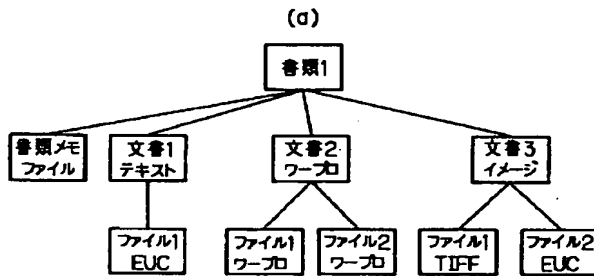 (a)
書類1
書類メモ
ファイル
文書1
テキスト
文書2
ワープロ
文書3
イメージ
ファイル1
EUC
ファイル1
ワープロ
ファイル2
ワープロ
ファイル1
TIFF
ファイル2
EUC